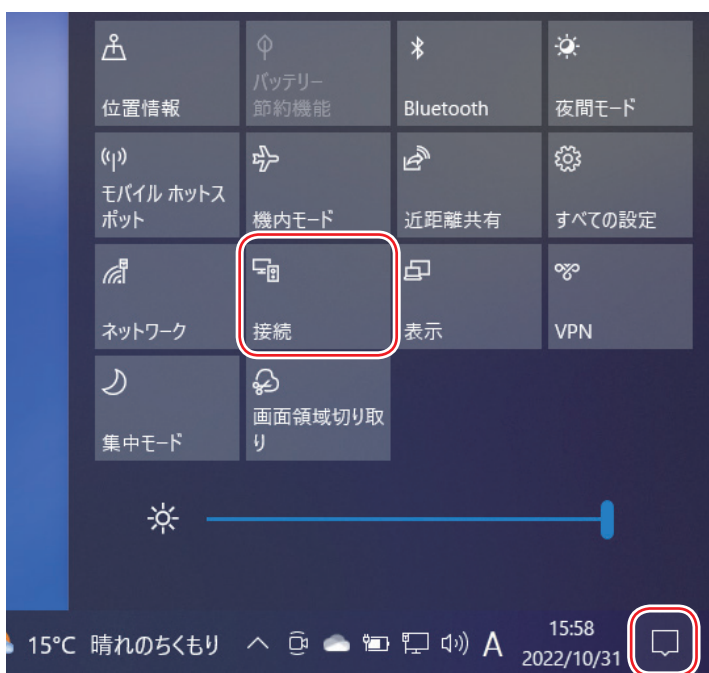 位置情報
バッテリー
節約機能
Bluetooth
夜間モード
モバイル ホットス
ポット
機内モード
近距離共有
すべての設定
ネットワーク
接続
表示
VPN
集中モード
画面領域切り取
り
15°C 晴れのちくもり
A
15:58
2022/10/31